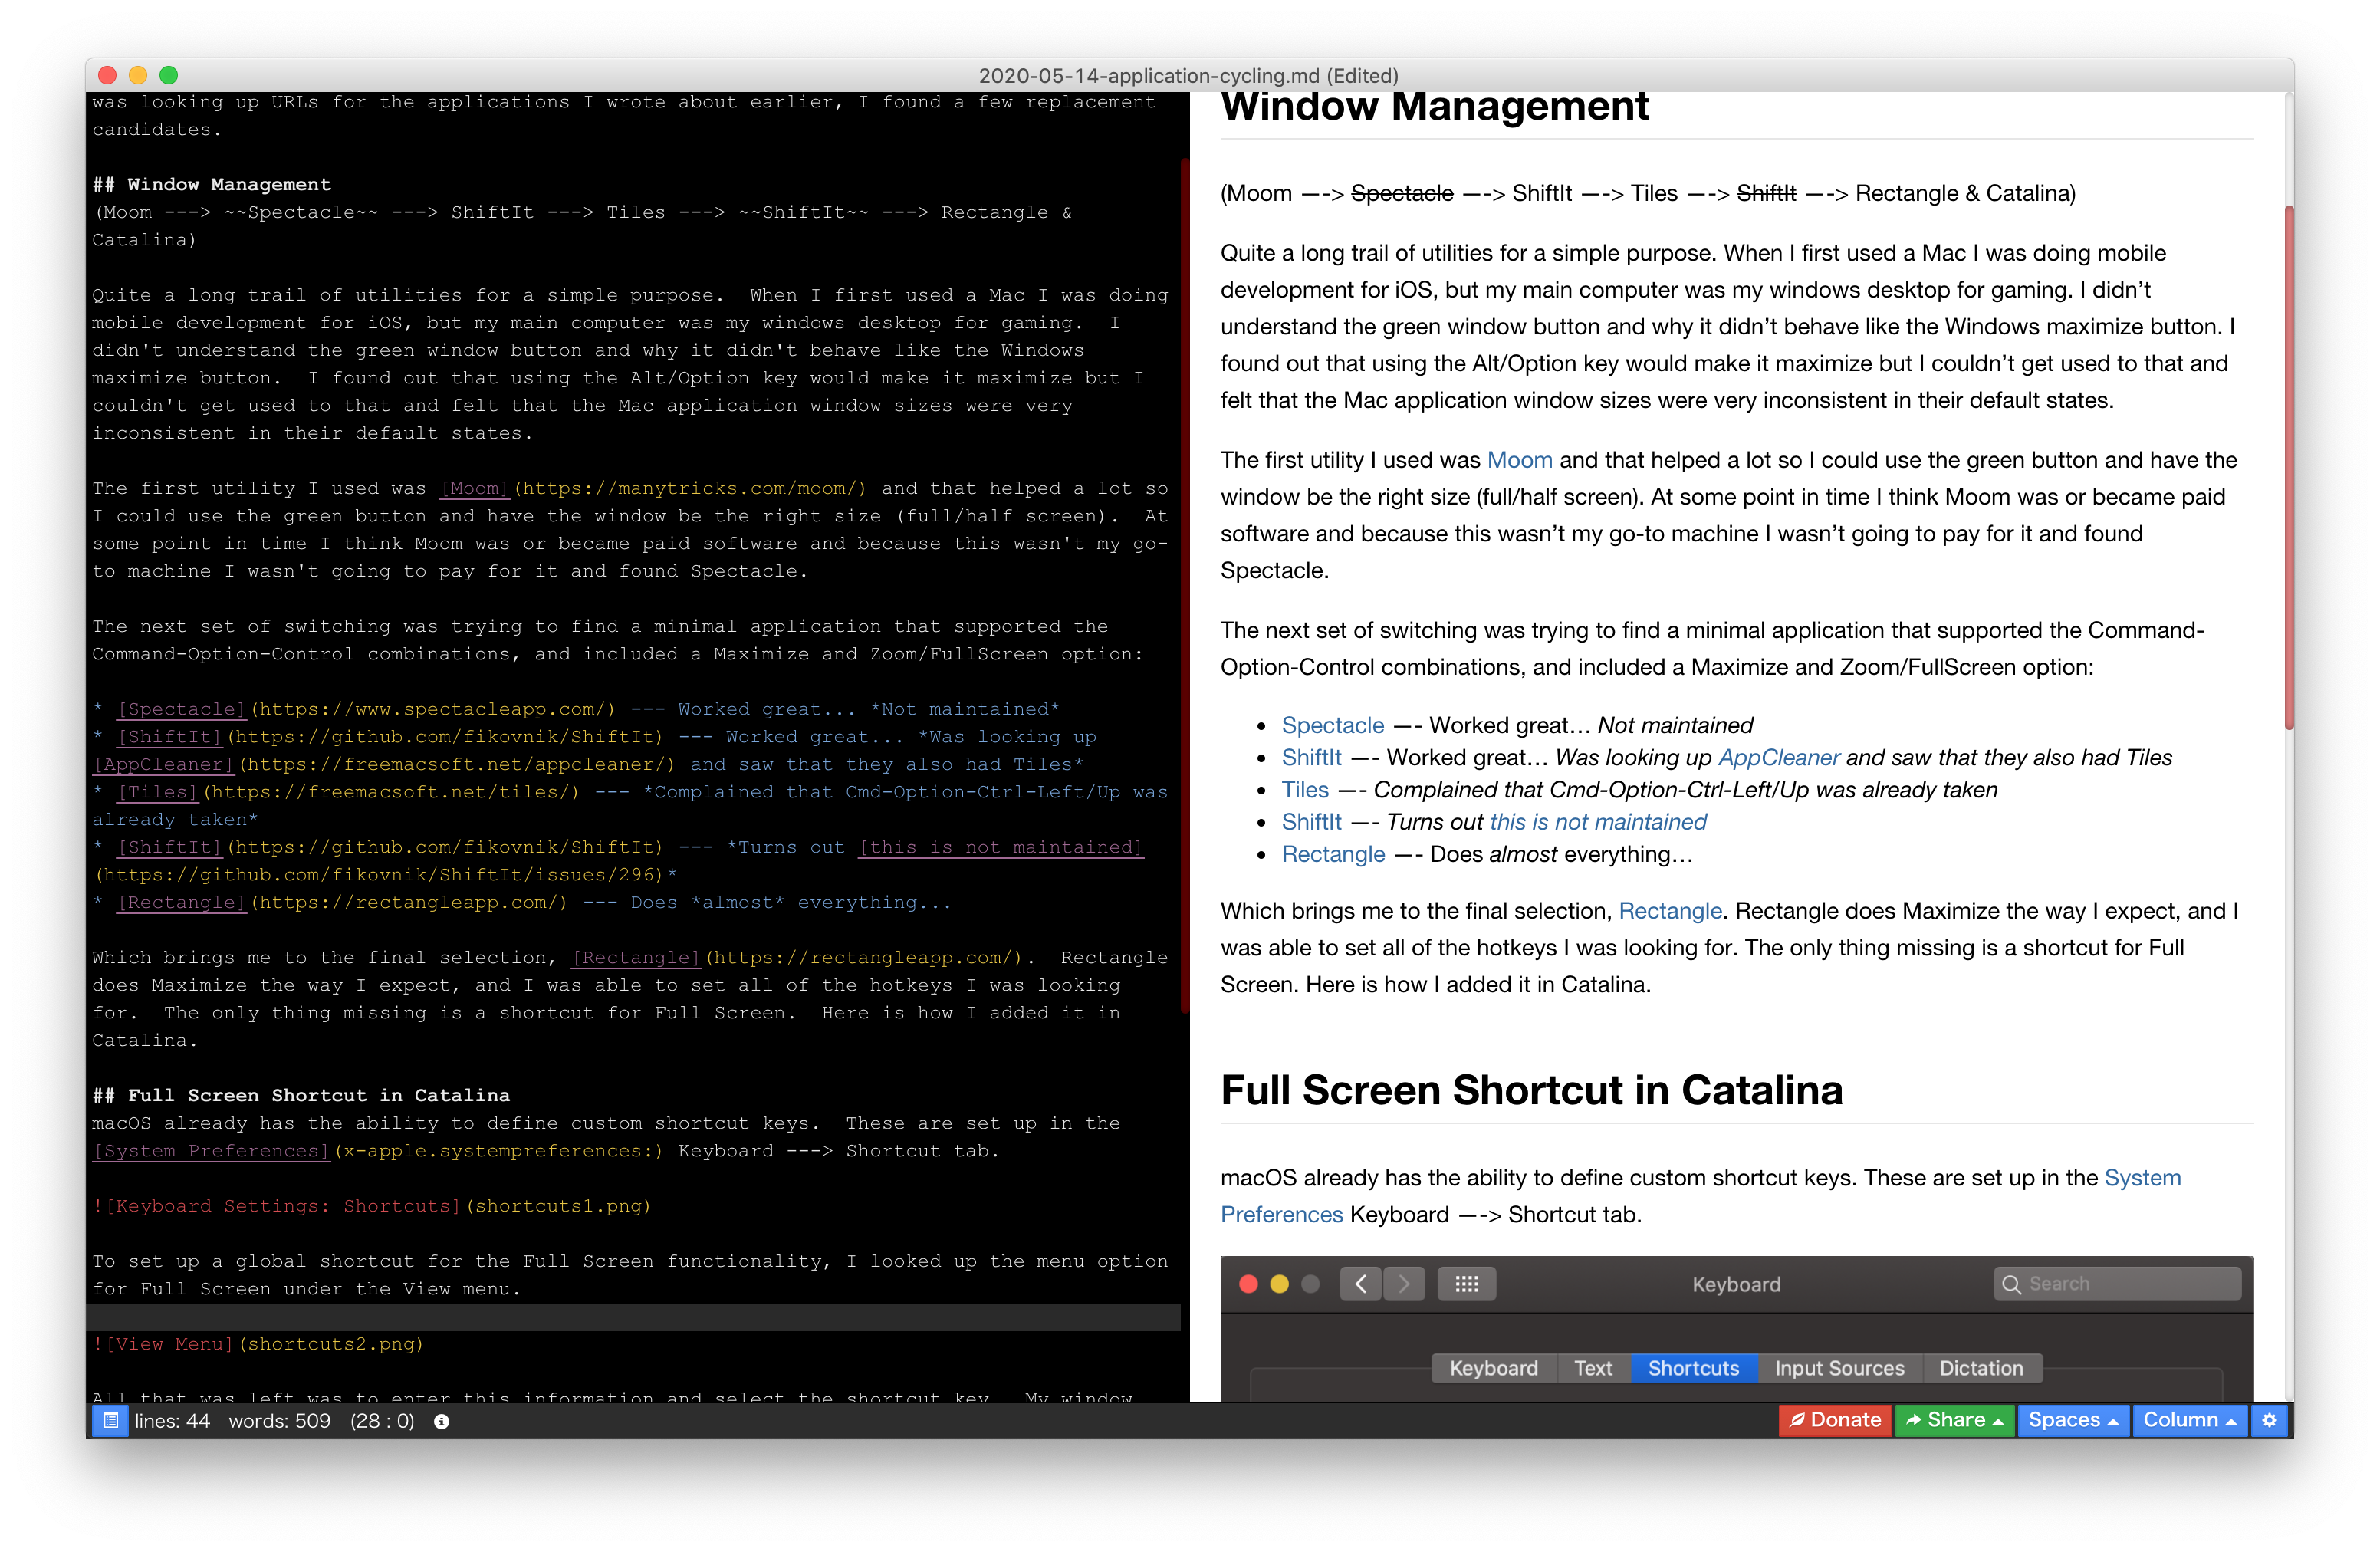 2020-05-14-application-cycling.md (Edited)
was looking up URLs for the applications I wrote about earlier, I found a few replacement
candidates.
## Window Management
(Moom ---> ~~Spectacle~~ ---> ShiftIt ---> Tiles ---> ~~ShiftIt~~ ---> Rectangle &
Catalina)
Quite a long trail of utilities for a simple purpose.  When I first used a Mac I was doing
mobile development for iOS, but my main computer was my windows desktop for gaming.  I
didn't understand the green window button and why it didn't behave like the Windows
maximize button.  I found out that using the Alt/Option key would make it maximize but I
couldn't get used to that and felt that the Mac application window sizes were very
inconsistent in their default states.
The first utility I used was [Moom](https://manytricks.com/moom/) and that helped a lot so
I could use the green button and have the window be the right size (full/half screen).  At
some point in time I think Moom was or became paid software and because this wasn't my go-
to machine I wasn't going to pay for it and found Spectacle.
The next set of switching was trying to find a minimal application that supported the
Command-Option-Control combinations, and included a Maximize and Zoom/FullScreen option:
* [Spectacle](https://www.spectacleapp.com/) --- Worked great... *Not maintained*
* [ShiftIt](https://github.com/fikovnik/ShiftIt) --- Worked great... *Was looking up
[AppCleaner](https://freemacsoft.net/appcleaner/) and saw that they also had Tiles*
* [Tiles](https://freemacsoft.net/tiles/) --- *Complained that Cmd-Option-Ctrl-Left/Up was
already taken*
* [ShiftIt](https://github.com/fikovnik/ShiftIt) --- *Turns out [this is not maintained]
(https://github.com/fikovnik/ShiftIt/issues/296)*
* [Rectangle](https://rectangleapp.com/) --- Does *almost* everything...
Which brings me to the final selection, [Rectangle](https://rectangleapp.com/).  Rectangle
does Maximize the way I expect, and I was able to set all of the hotkeys I was looking
for.  The only thing missing is a shortcut for Full Screen.  Here is how I added it in
Catalina.
## Full Screen Shortcut in Catalina
macOS already has the ability to define custom shortcut keys.  These are set up in the
[System Preferences](x-apple.systempreferences:) Keyboard ---> Shortcut tab.
![Keyboard Settings: Shortcuts](shortcuts1.png)
To set up a global shortcut for the Full Screen functionality, I looked up the menu option
for Full Screen under the View menu.
![View Menu](shortcuts2.png)
All that was left was to enter this information and select the shortcut key.  My window
Window Management
(Moom —-> Spectacle —-> ShiftIt —-> Tiles —-> ShiftIt —-> Rectangle & Catalina)
Quite a long trail of utilities for a simple purpose. When I first used a Mac I was doing mobile
development for iOS, but my main computer was my windows desktop for gaming. I didn’t
understand the green window button and why it didn’t behave like the Windows maximize button. I
found out that using the Alt/Option key would make it maximize but I couldn’t get used to that and
felt that the Mac application window sizes were very inconsistent in their default states.
The first utility I used was Moom and that helped a lot so I could use the green button and have the
window be the right size (full/half screen). At some point in time I think Moom was or became paid
software and because this wasn’t my go-to machine I wasn’t going to pay for it and found
Spectacle.
The next set of switching was trying to find a minimal application that supported the Command-
Option-Control combinations, and included a Maximize and Zoom/FullScreen option:
• Spectacle —- Worked great… Not maintained
• ShiftIt —- Worked great… Was looking up AppCleaner and saw that they also had Tiles
• Tiles —- Complained that Cmd-Option-Ctrl-Left/Up was already taken
• ShiftIt —- Turns out this is not maintained
• Rectangle —- Does almost everything…
Which brings me to the final selection, Rectangle. Rectangle does Maximize the way I expect, and I
was able to set all of the hotkeys I was looking for. The only thing missing is a shortcut for Full
Screen. Here is how I added it in Catalina.
Full Screen Shortcut in Catalina
macOS already has the ability to define custom shortcut keys. These are set up in the System
Preferences Keyboard —-> Shortcut tab.
Keyboard Search
Keyboard Text Shortcuts Input Sources Dictation
lines: 44 words: 509 (28 : 0) Donate Share Spaces Column